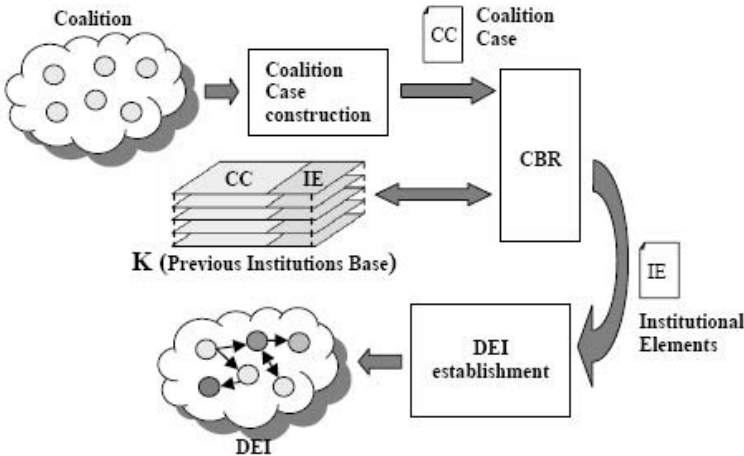 Coalition
Coalition
Case
construction
CC
Coalition
Case
CBR
CC
IE
K (Previous Institutions Base)
IE
Institutional
Elements
DEI
establishment
DEI